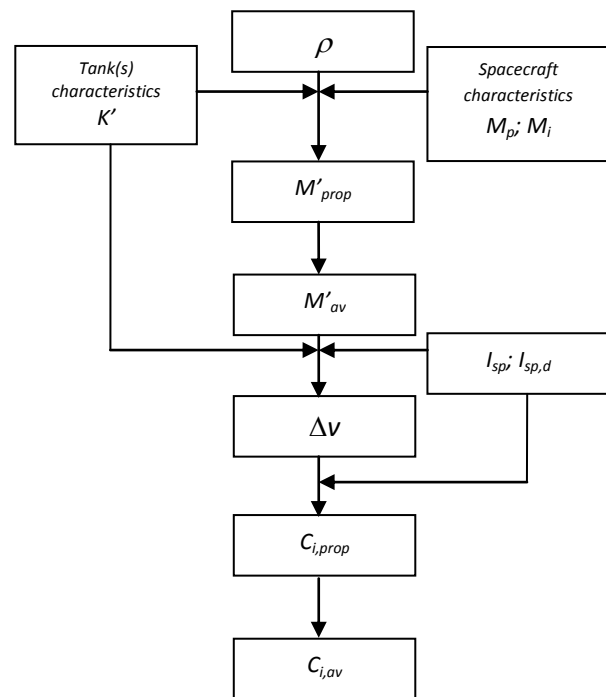 ρ
Tank(s)
characteristics
K’
Spacecraft
characteristics
Mp; Mi
M’prop
M’av
Isp; Isp,d
Δv
Ci,prop
Ci,av